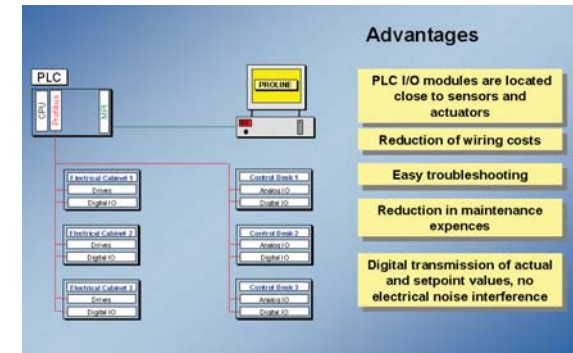 Advantages
PLC
CPU
Profibus
MPI
PROLINE
PLC I/O modules are located
close to sensors and
actuators
Reduction of wiring costs
Easy troubleshooting
Reduction in maintenance
expences
Digital transmission of actual
and setpoint values, no
electrical noise interference
Electrical Cabinet 1
Drives
Digital IO
Electrical Cabinet 2
Drives
Digital IO
Electrical Cabinet 3
Drives
Digital IO
Control Desk 1
Analog IO
Digital IO
Control Desk 2
Analog IO
Digital IO
Control Desk 3
Analog IO
Digital IO